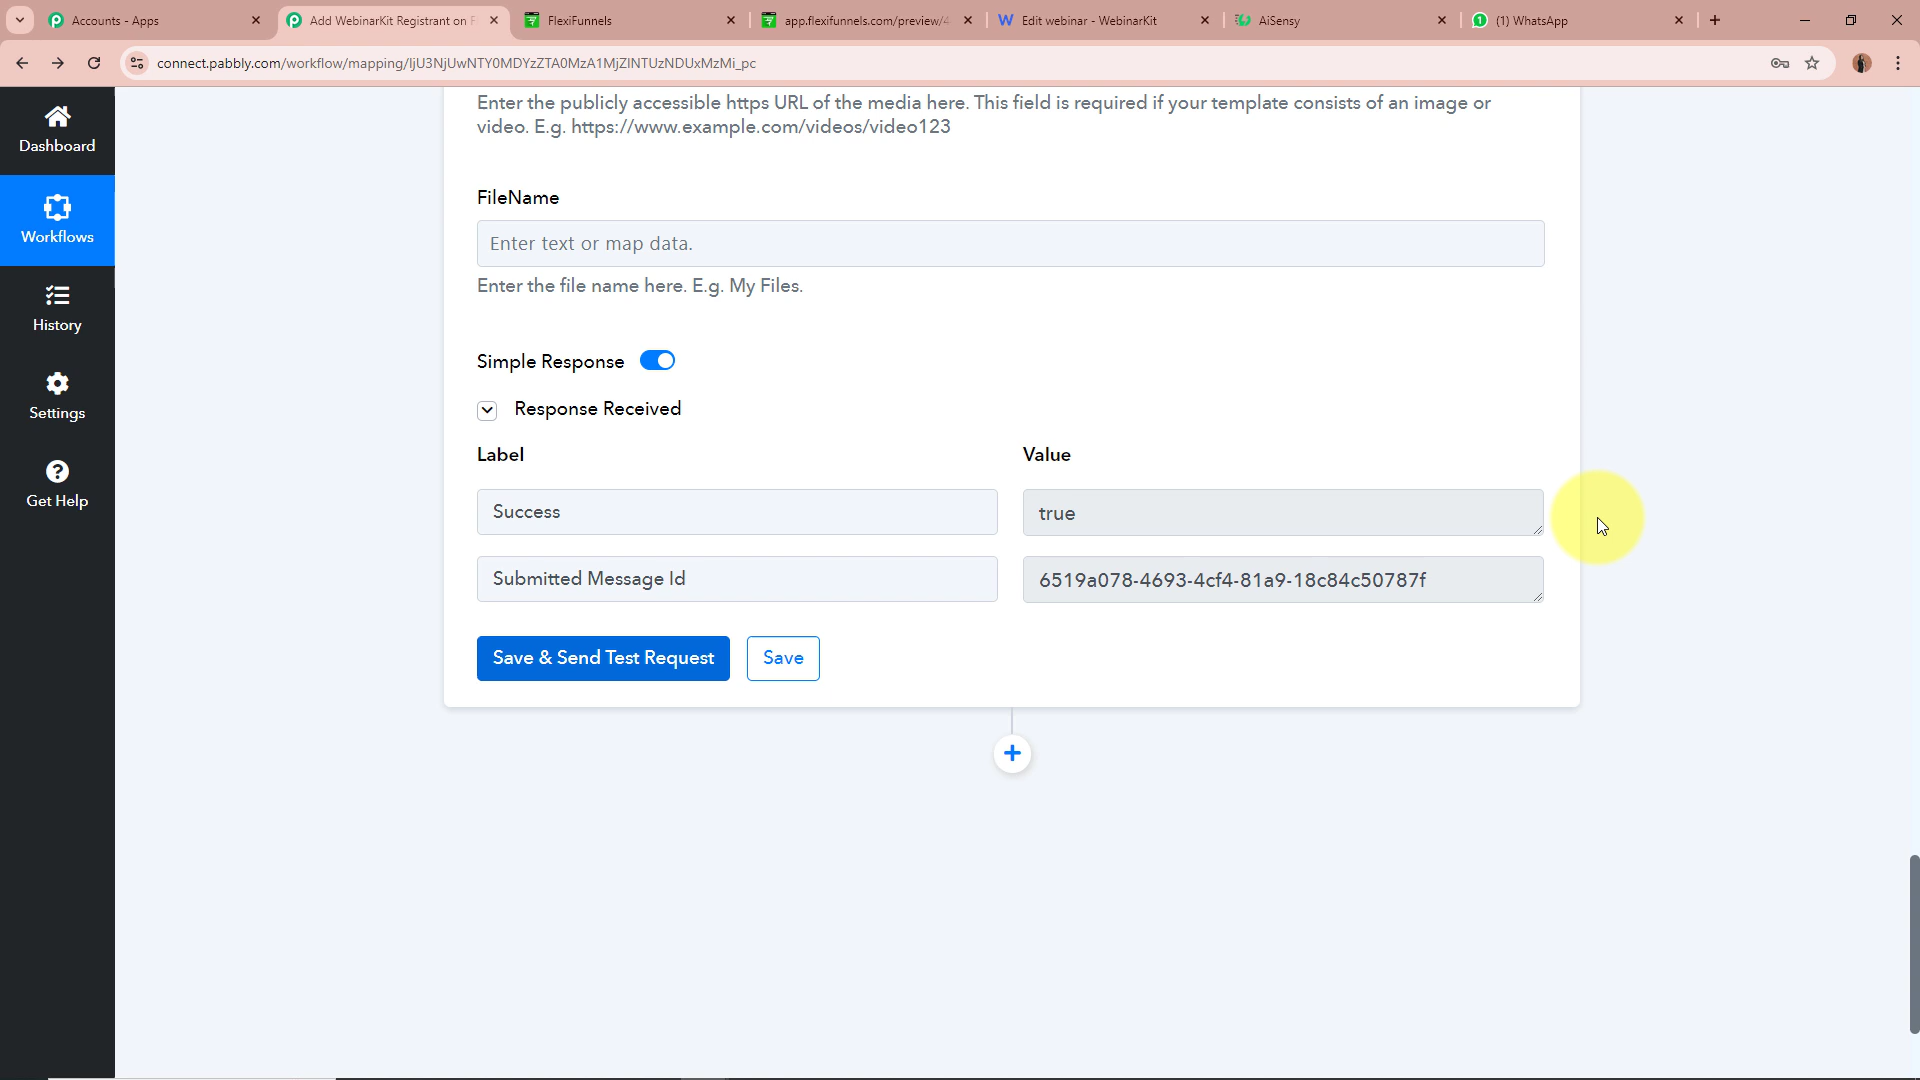 Accounts - Apps
Add WebinarKit Registrant on F
FlexiFunnels
app.flexifunnels.com/preview/4
Edit webinar - WebinarKit
AiSensy
(1) WhatsApp
connect.pabbly.com/workflow/mapping/IjU3NjUwNTY0MDYzZTA0MzA1MjZlNTUzNDUxMzMi_pc
Dashboard
Workflows
History
Settings
Get Help
Enter the publicly accessible https URL of the media here. This field is required if your template consists of an image or
video. E.g. https://www.example.com/videos/video123
FileName
Enter text or map data.
Enter the file name here. E.g. My Files.
Simple Response
Response Received
Label
Value
Success
true
Submitted Message Id
6519a078-4693-4cf4-81a9-18c84c50787f
Save & Send Test Request
Save